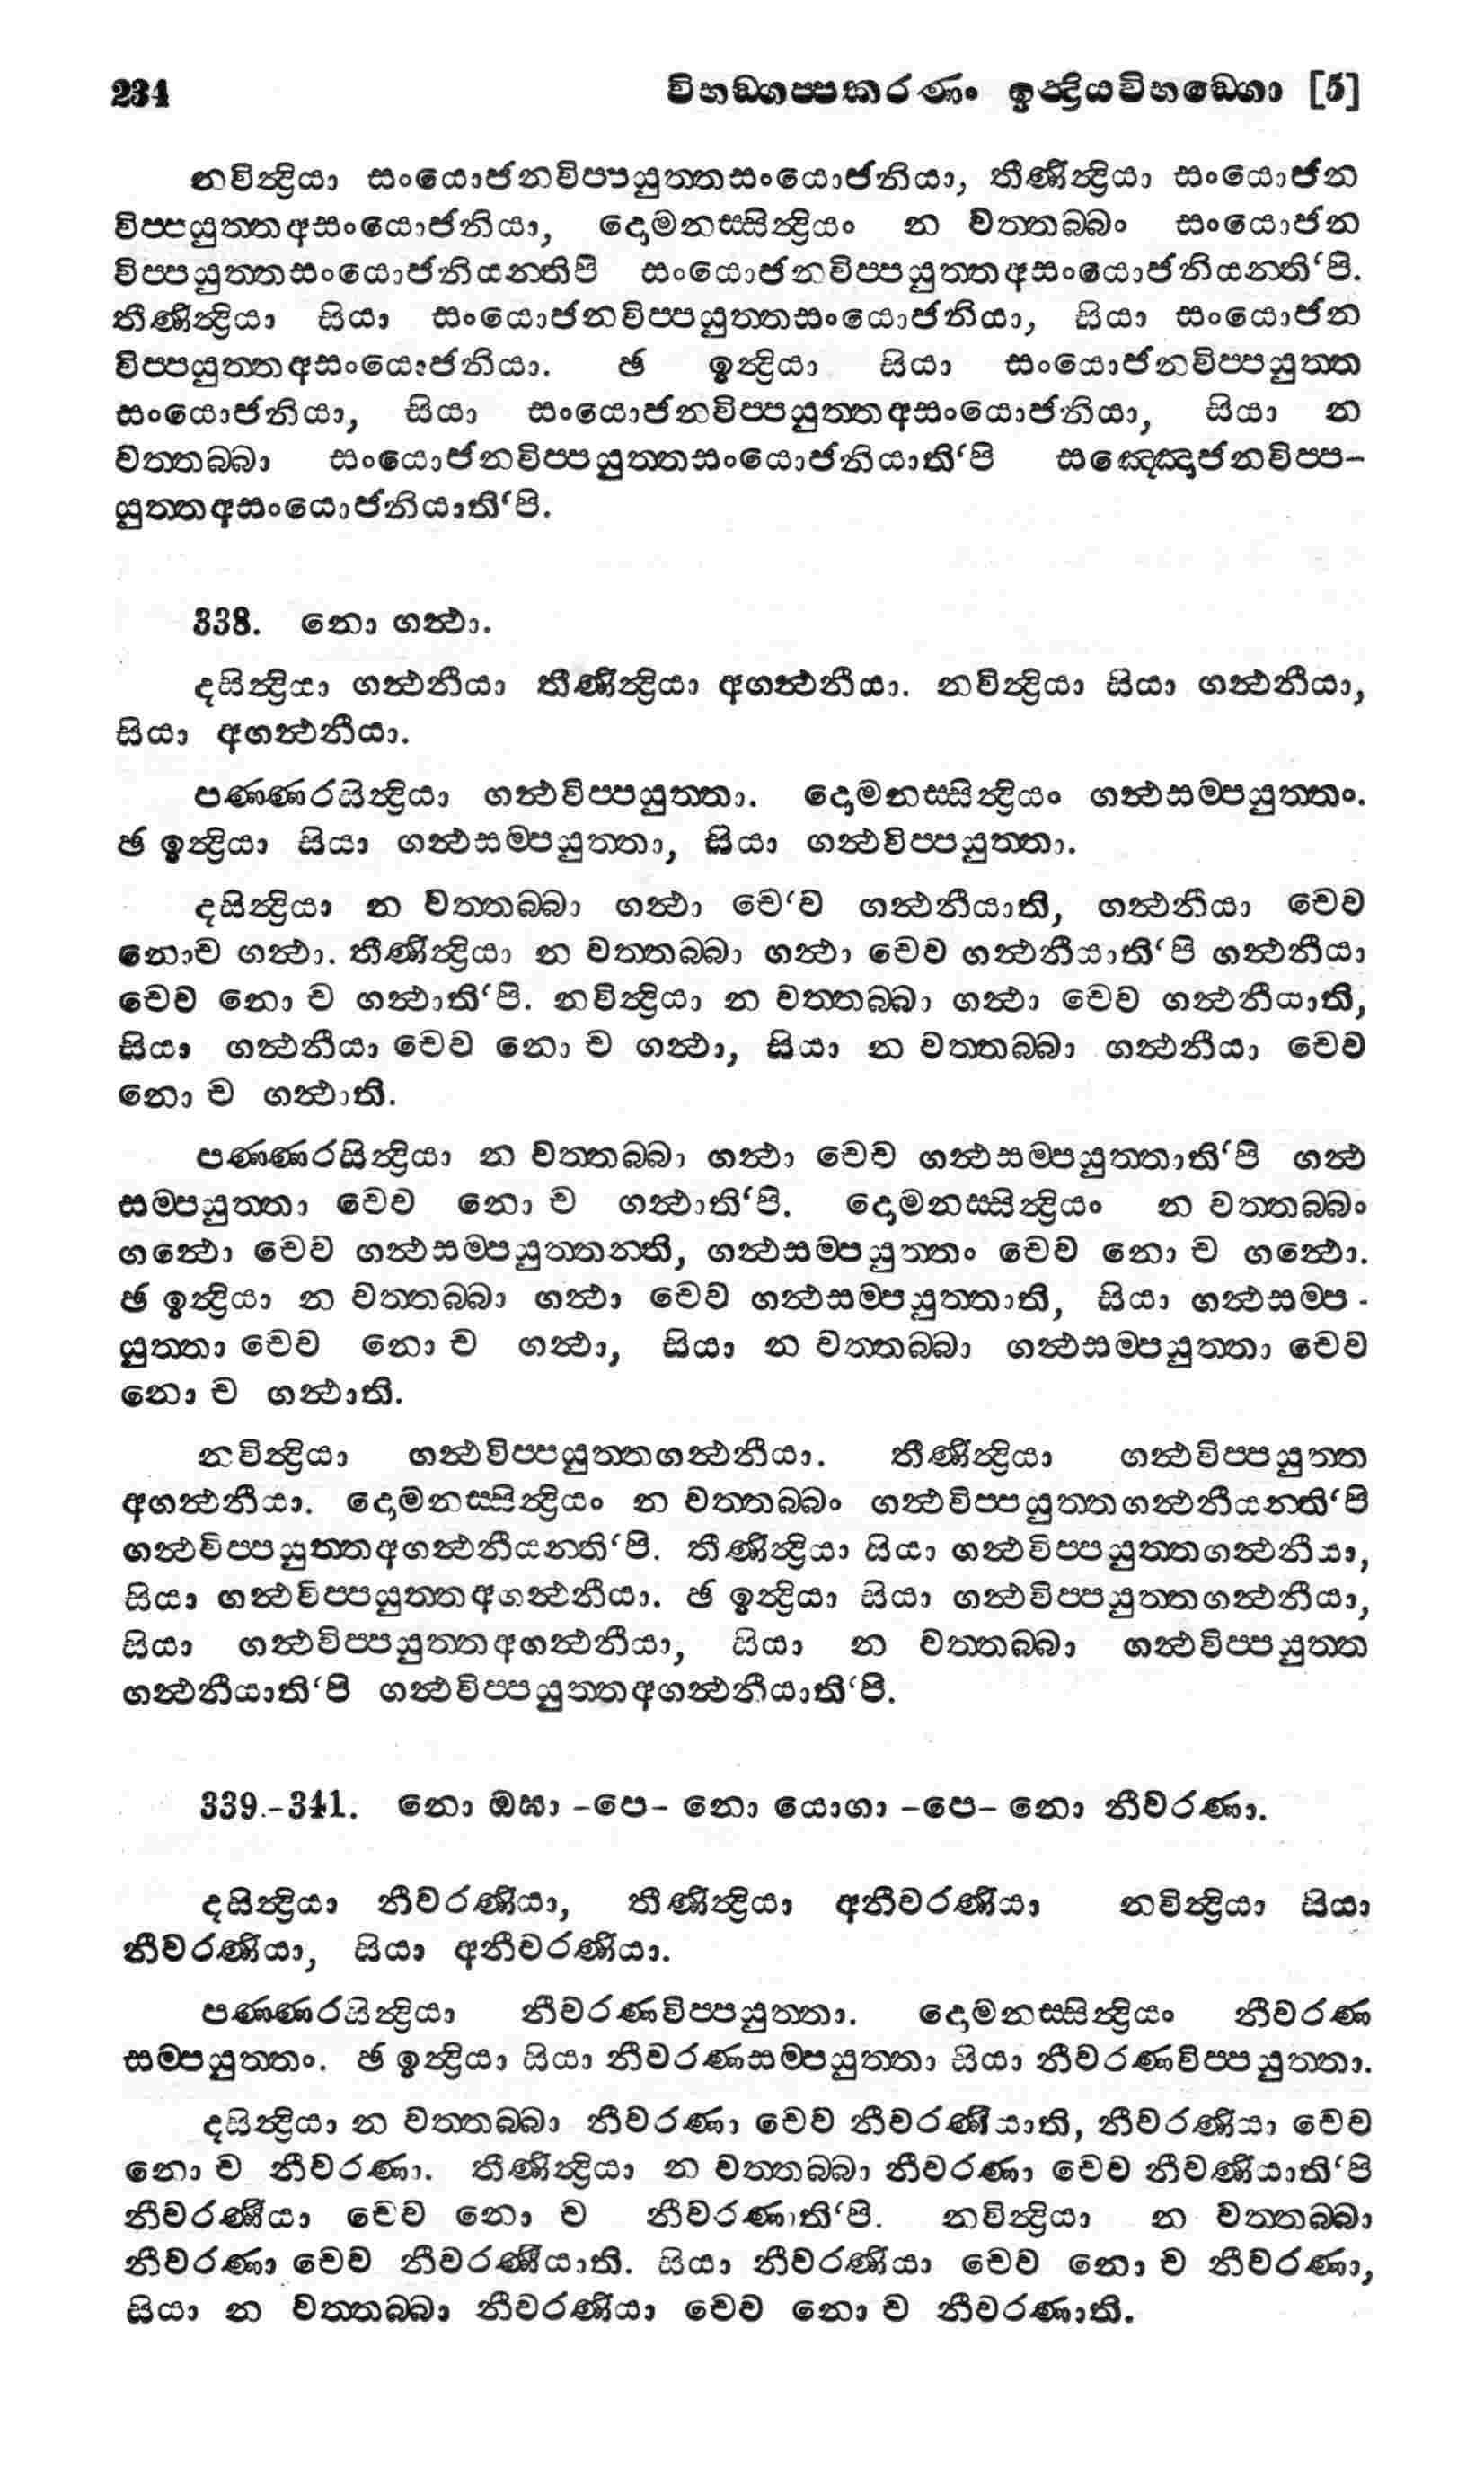 234 විභඞ්ගප්පකරණං ඉන්ද්‍රියවිභඞ්ගො [5]
නවින්ද්‍රියා සංයොජනවිප්පයුත්තසංයොජනියා, තීණින්ද්‍රියා සංයොජන
විප්පයුත්තඅසංයොජනියා, දොමනස්සින්ද්‍රියං න වත්තබ්බං සංයොජන
විප්පයුත්තසංයොජනියන්තිපි සංයොජනවිප්පයුත්තඅසංයොජනියන්ති‘පි.
තීණින්ද්‍රියා සියා සංයොජනවිප්පයුත්තසංයොජනියා, සියා සංයොජන
විප්පයුත්තඅසංයොජනියා. ඡ ඉන්ද්‍රියා සියා සංයොජනවිප්පයුත්ත
සංයොජනියා, සියා සංයොජනවිප්පයුත්තඅසංයොජනියා, සියා න
වත්තබ්බා සංයොජනවිප්පයුත්තසංයොජනියාති‘පි සඤ්ඤොජනවිප්ප-
යුත්තඅසංයොජනියාති‘පි.
338. නො ගන්ථා.
දසින්ද්‍රියා ගන්ථනීයා තීණින්ද්‍රියා අගන්ථනීයා. නවින්ද්‍රියා සියා ගන්ථනීයා,
සියා අගන්ථනීයා.
පණ්ණරසින්ද්‍රියා ගන්ථවිප්පයුත්තා. දොමනස්සින්ද්‍රියං ගන්ථසම්පයුත්තං.
ඡ ඉන්ද්‍රියා සියා ගන්ථසම්පයුත්තා, සියා ගන්ථවිප්පයුත්තා.
දසින්ද්‍රියා න වත්තබ්බා ගන්ථා චෙ‘ව ගන්ථනීයාති, ගන්ථනීයා චෙව
නොච ගන්ථා. තීණින්ද්‍රියා න වත්තබ්බා ගන්ථා චෙව ගන්ථනීයාති‘පි ගන්ථනීයා
චෙව නො ච ගන්ථාති‘පි. නවින්ද්‍රියා න වත්තබ්බා ගන්ථා චෙව ගන්ථනීයාති,
සියා ගන්ථනීයා චෙව නො ච ගන්ථා, සියා න වත්තබ්බා ගන්ථනීයා චෙව
නො ච ගන්ථාති.
පණ්ණරසින්ද්‍රියා න වත්තබ්බා ගන්ථා චෙව ගන්ථසම්පයුත්තාති‘පි ගන්ථ
සම්පයුත්තා චෙව නො ච ගන්ථාති‘පි. දොමනස්සින්ද්‍රියං න වත්තබ්බං
ගන්ථො චෙව ගන්ථසම්පයුත්තන්ති, ගන්ථසම්පයුත්තං චෙව නො ච ගන්ථො.
ඡ ඉන්ද්‍රියා න වත්තබ්බා ගන්ථා චෙව ගන්ථසම්පයුත්තාති, සියා ගන්ථසම්ප-
යුත්තා චෙව නො ච ගන්ථා, සියා න වත්තබ්බා ගන්ථසම්පයුත්තා චෙව
නො ච ගන්ථාති.
නවින්ද්‍රියා ගන්ථවිප්පයුත්තගන්ථනීයා. තීණින්ද්‍රියා ගන්ථවිප්පයුත්ත
අගන්ථනීයා. දොමනස්සින්ද්‍රියං න වත්තබ්බං ගන්ථවිප්පයුත්තගන්ථනීයන්ති‘පි
ගන්ථවිප්පයුත්තඅගන්ථනීයන්ති‘පි. තීණින්ද්‍රියා සියා ගන්ථවිප්පයුත්තගන්ථනීයා,
සියා ගන්ථවිප්පයුත්තඅගන්ථනීයා. ඡ ඉන්ද්‍රියා සියා ගන්ථවිප්පයුත්තගන්ථනීයා,
සියා ගන්ථවිප්පයුත්තඅගන්ථනීයා, සියා න වත්තබ්බා ගන්ථවිප්පයුත්ත
ගන්ථනීයාති‘පි ගන්ථවිප්පයුත්තඅගන්ථනීයාති‘පි.
339.-341. නො ඔඝා -පෙ- නො යොගා -පෙ- නො නීවරණා.
දසින්ද්‍රියා නීවරණීයා, තීණින්ද්‍රියා අනීවරණීයා නවින්ද්‍රියා සියා
නීවරණීයා, සියා අනීවරණීයා.
පණ්ණරසින්ද්‍රියා නීවරණවිප්පයුත්තා. දොමනස්සින්ද්‍රියං නීවරණ
සම්පයුත්තං. ඡ ඉන්ද්‍රියා සියා නීවරණසම්පයුත්තා සියා නීවරණවිප්පයුත්තා.
දසින්ද්‍රියා න වත්තබ්බා නීවරණා චෙව නීවරණීයාති, නීවරණියා චෙව
නො ච නීවරණා. තීණින්ද්‍රියා න වත්තබ්බා නීවරණා චෙව නීවණීයාති‘පි
නීවරණීයා චෙව නො ච නීවරණාති‘පි. නවින්ද්‍රියා න වත්තබ්බා
නීවරණා චෙව නීවරණීයාති. සියා නීවරණීයා චෙව නො ච නීවරණා,
සියා න වත්තබ්බා නීවරණීයා චෙව නො ච නීවරණාති.